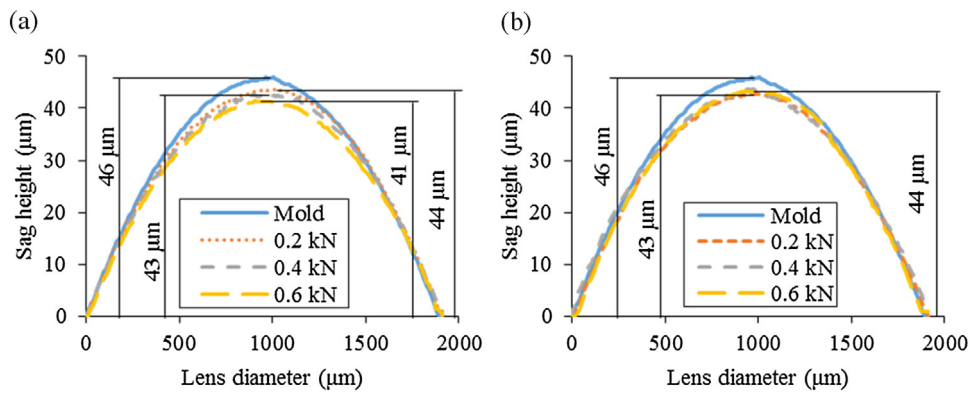 (a)
50
40
30
20
10
0
Sag height (µm)
0 500 1000 1500 2000
Lens diameter (µm)
46 µm
43 µm
41 µm
44 µm
Mold
0.2 kN
0.4 kN
0.6 kN
(b)
50
40
30
20
10
0
Sag height (µm)
0 500 1000 1500 2000
Lens diameter (µm)
46 µm
43 µm
44 µm
Mold
0.2 kN
0.4 kN
0.6 kN